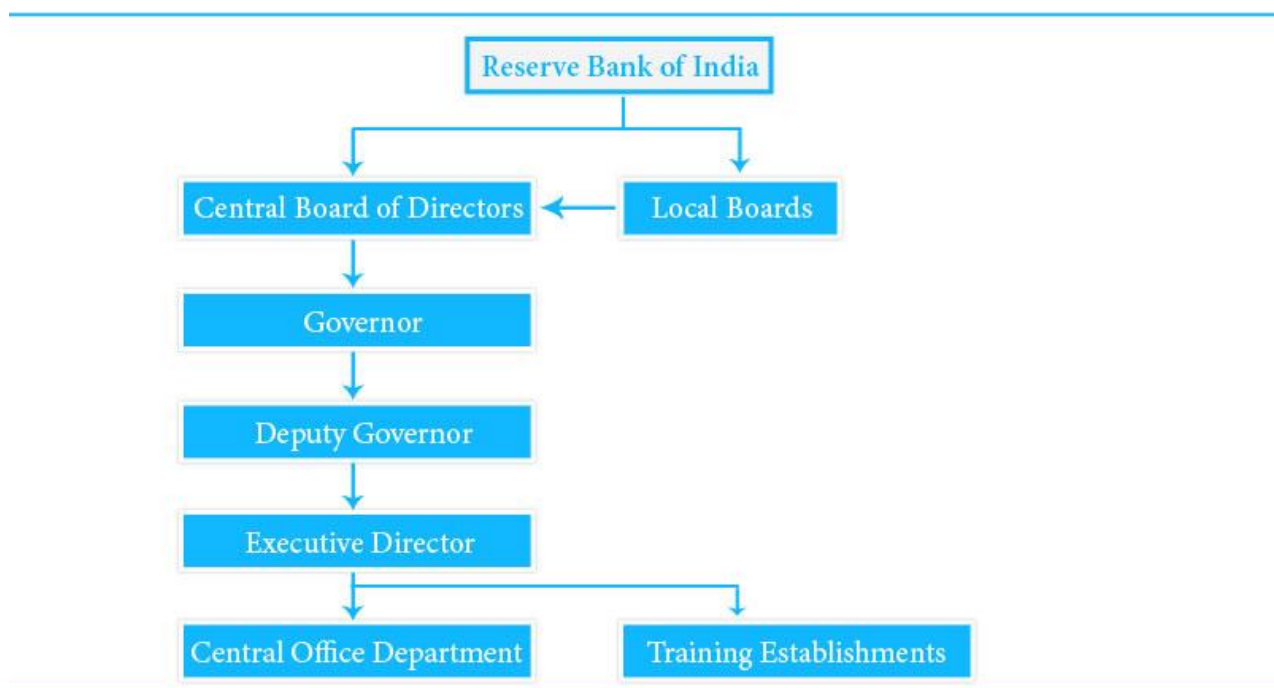 Reserve Bank of India
Central Board of Directors
Local Boards
Governor
Deputy Governor
Executive Director
Central Office Department
Training Establishments